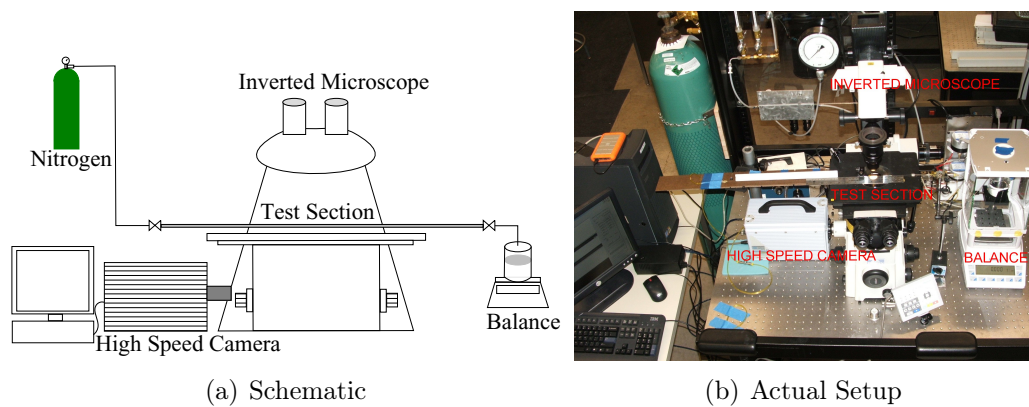 Inverted Microscope
Nitrogen
Test Section
High Speed Camera
Balance
(a) Schematic
INVERTED MICROSCOPE
TEST SECTION
HIGH SPEED CAMERA
BALANCE
(b) Actual Setup